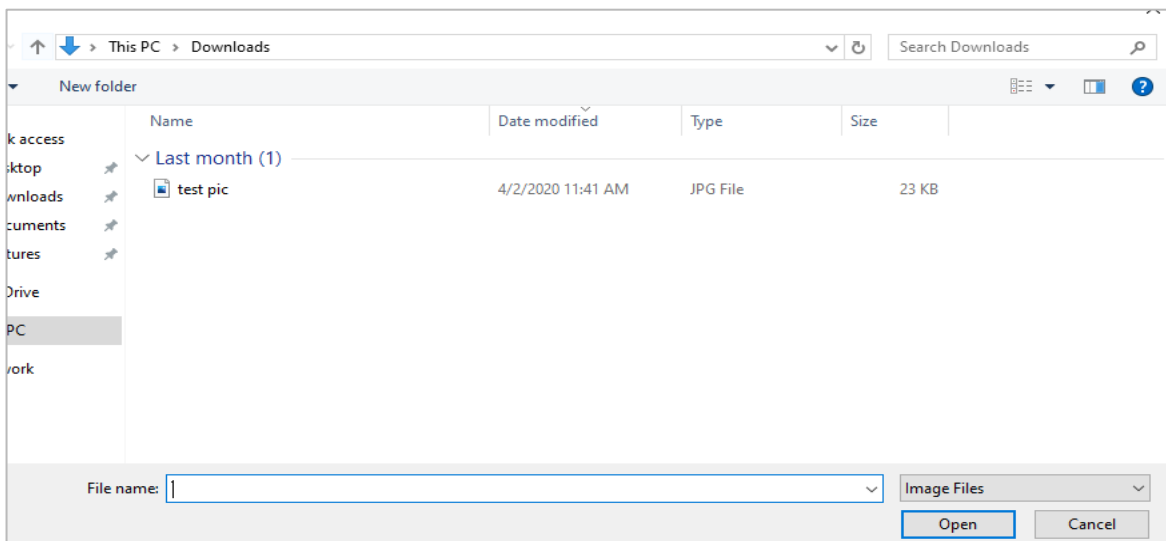 This PC > Downloads
Search Downloads
New folder
?
Name Date modified Type Size
k access
sktop
wnloads
cuments
tures
Drive
PC
work
Last month (1)
test pic 4/2/2020 11:41 AM JPG File 23 KB
File name:
Image Files
Open Cancel